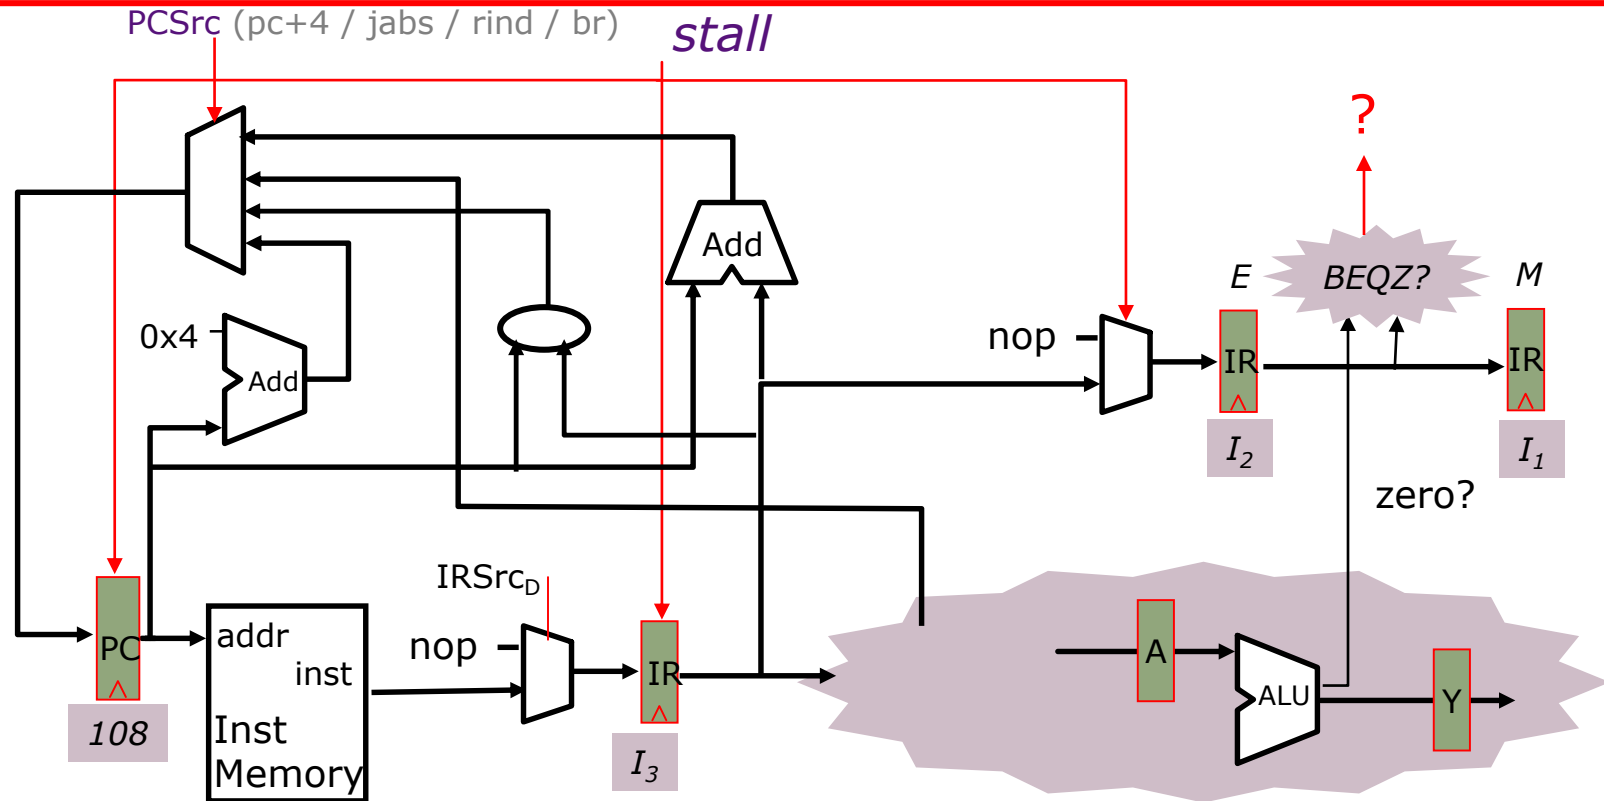 PCSrc (pc+4 / jabs / rind / br)
stall
?
Add
E
BEQZ?
M
0x4
Add
nop
IR
IR
I2
I1
zero?
IRSrcD
PC
addr
inst
Inst
Memory
nop
IR
A
ALU
Y
108
I3